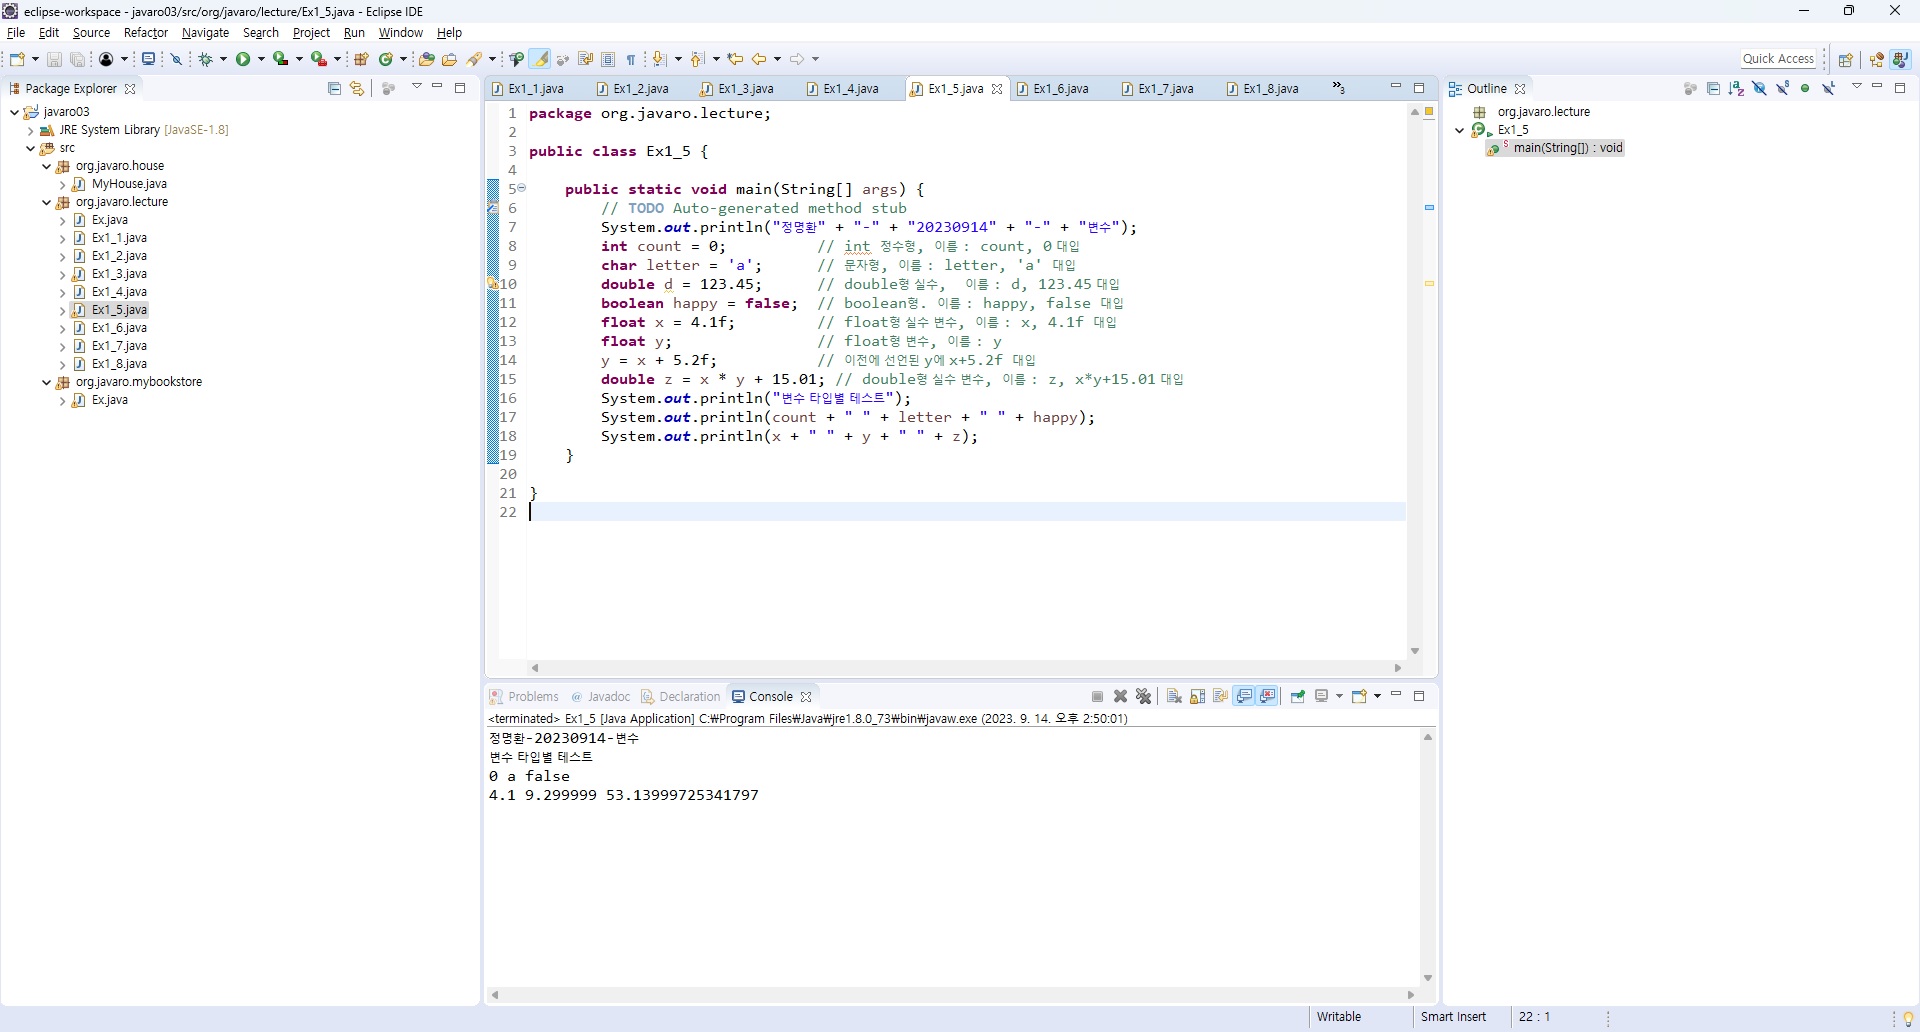 eclipse-workspace - javaro03/src/org/javaro/lecture/Ex1_5.java - Eclipse IDE
File Edit Source Refactor Navigate Search Project Run Window Help
Quick Access
Package Explorer
javaro03
JRE System Library [JavaSE-1.8]
src
org.javaro.house
MyHouse.java
org.javaro.lecture
Ex.java
Ex1_1.java
Ex1_2.java
Ex1_3.java
Ex1_4.java
Ex1_5.java
Ex1_6.java
Ex1_7.java
Ex1_8.java
org.javaro.mybookstore
Ex.java
Ex1_1.java Ex1_2.java Ex1_3.java Ex1_4.java Ex1_5.java Ex1_6.java Ex1_7.java Ex1_8.java »3
1 package org.javaro.lecture;
2
3 public class Ex1_5 {
4
5 public static void main(String[] args) {
6 // TODO Auto-generated method stub
7 System.out.println("정명환" + "-" + "20230914" + "-" + "변수");
8 int count = 0; // int 정수형, 이름 : count, 0 대입
9 char letter = 'a'; // 문자형, 이름 : letter, 'a' 대입
10 double d = 123.45; // double형 실수, 이름 : d, 123.45 대입
11 boolean happy = false; // boolean형. 이름 : happy, false 대입
12 float x = 4.1f; // float형 실수 변수, 이름 : x, 4.1f 대입
13 float y; // float형 변수, 이름 : y
14 y = x + 5.2f; // 이전에 선언된 y에 x+5.2f 대입
15 double z = x * y + 15.01; // double형 실수 변수, 이름 : z, x*y+15.01 대입
16 System.out.println("변수 타입별 테스트");
17 System.out.println(count + " " + letter + " " + happy);
18 System.out.println(x + " " + y + " " + z);
19 }
20
21 }
22
Problems @ Javadoc Declaration Console
<terminated> Ex1_5 [Java Application] C:₩Program Files₩Java₩jre1.8.0_73₩bin₩javaw.exe (2023. 9. 14. 오후 2:50:01)
정명환-20230914-변수
변수 타입별 테스트
0 a false
4.1 9.299999 53.13999725341797
Outline
org.javaro.lecture
Ex1_5
main(String[]) : void
Writable Smart Insert 22 : 1